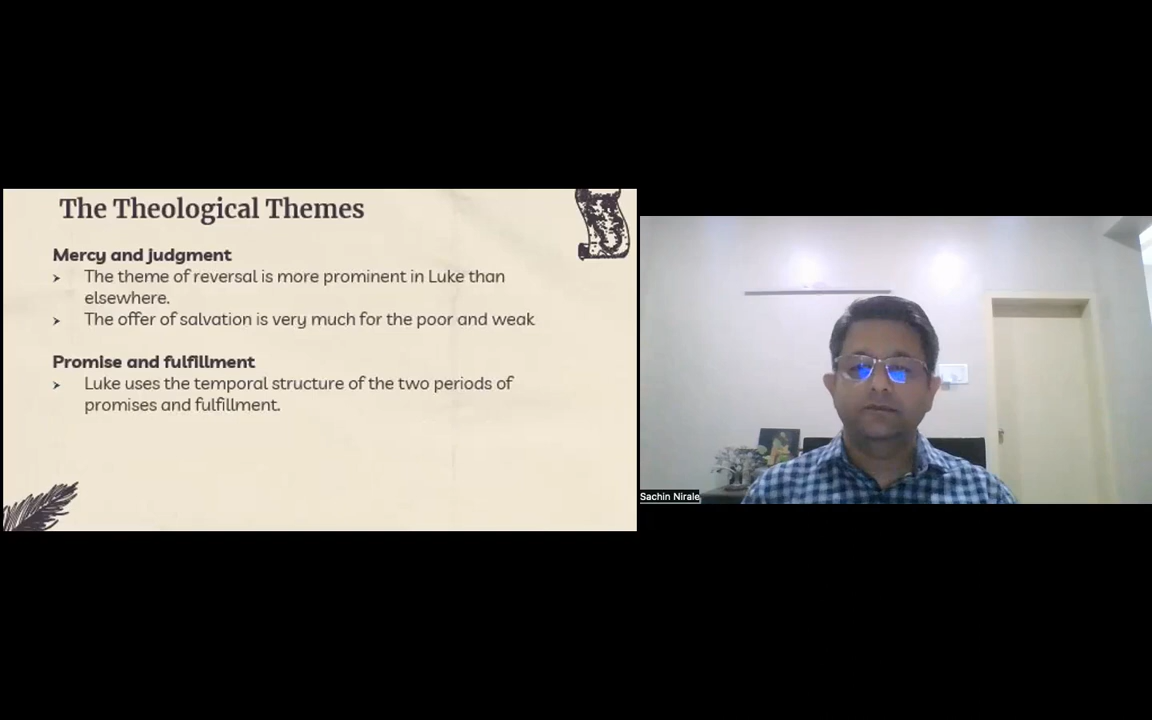 The Theological Themes
Mercy and judgment
➤ The theme of reversal is more prominent in Luke than
elsewhere.
➤ The offer of salvation is very much for the poor and weak
Promise and fulfillment
➤ Luke uses the temporal structure of the two periods of
promises and fulfillment.
Sachin Nirale